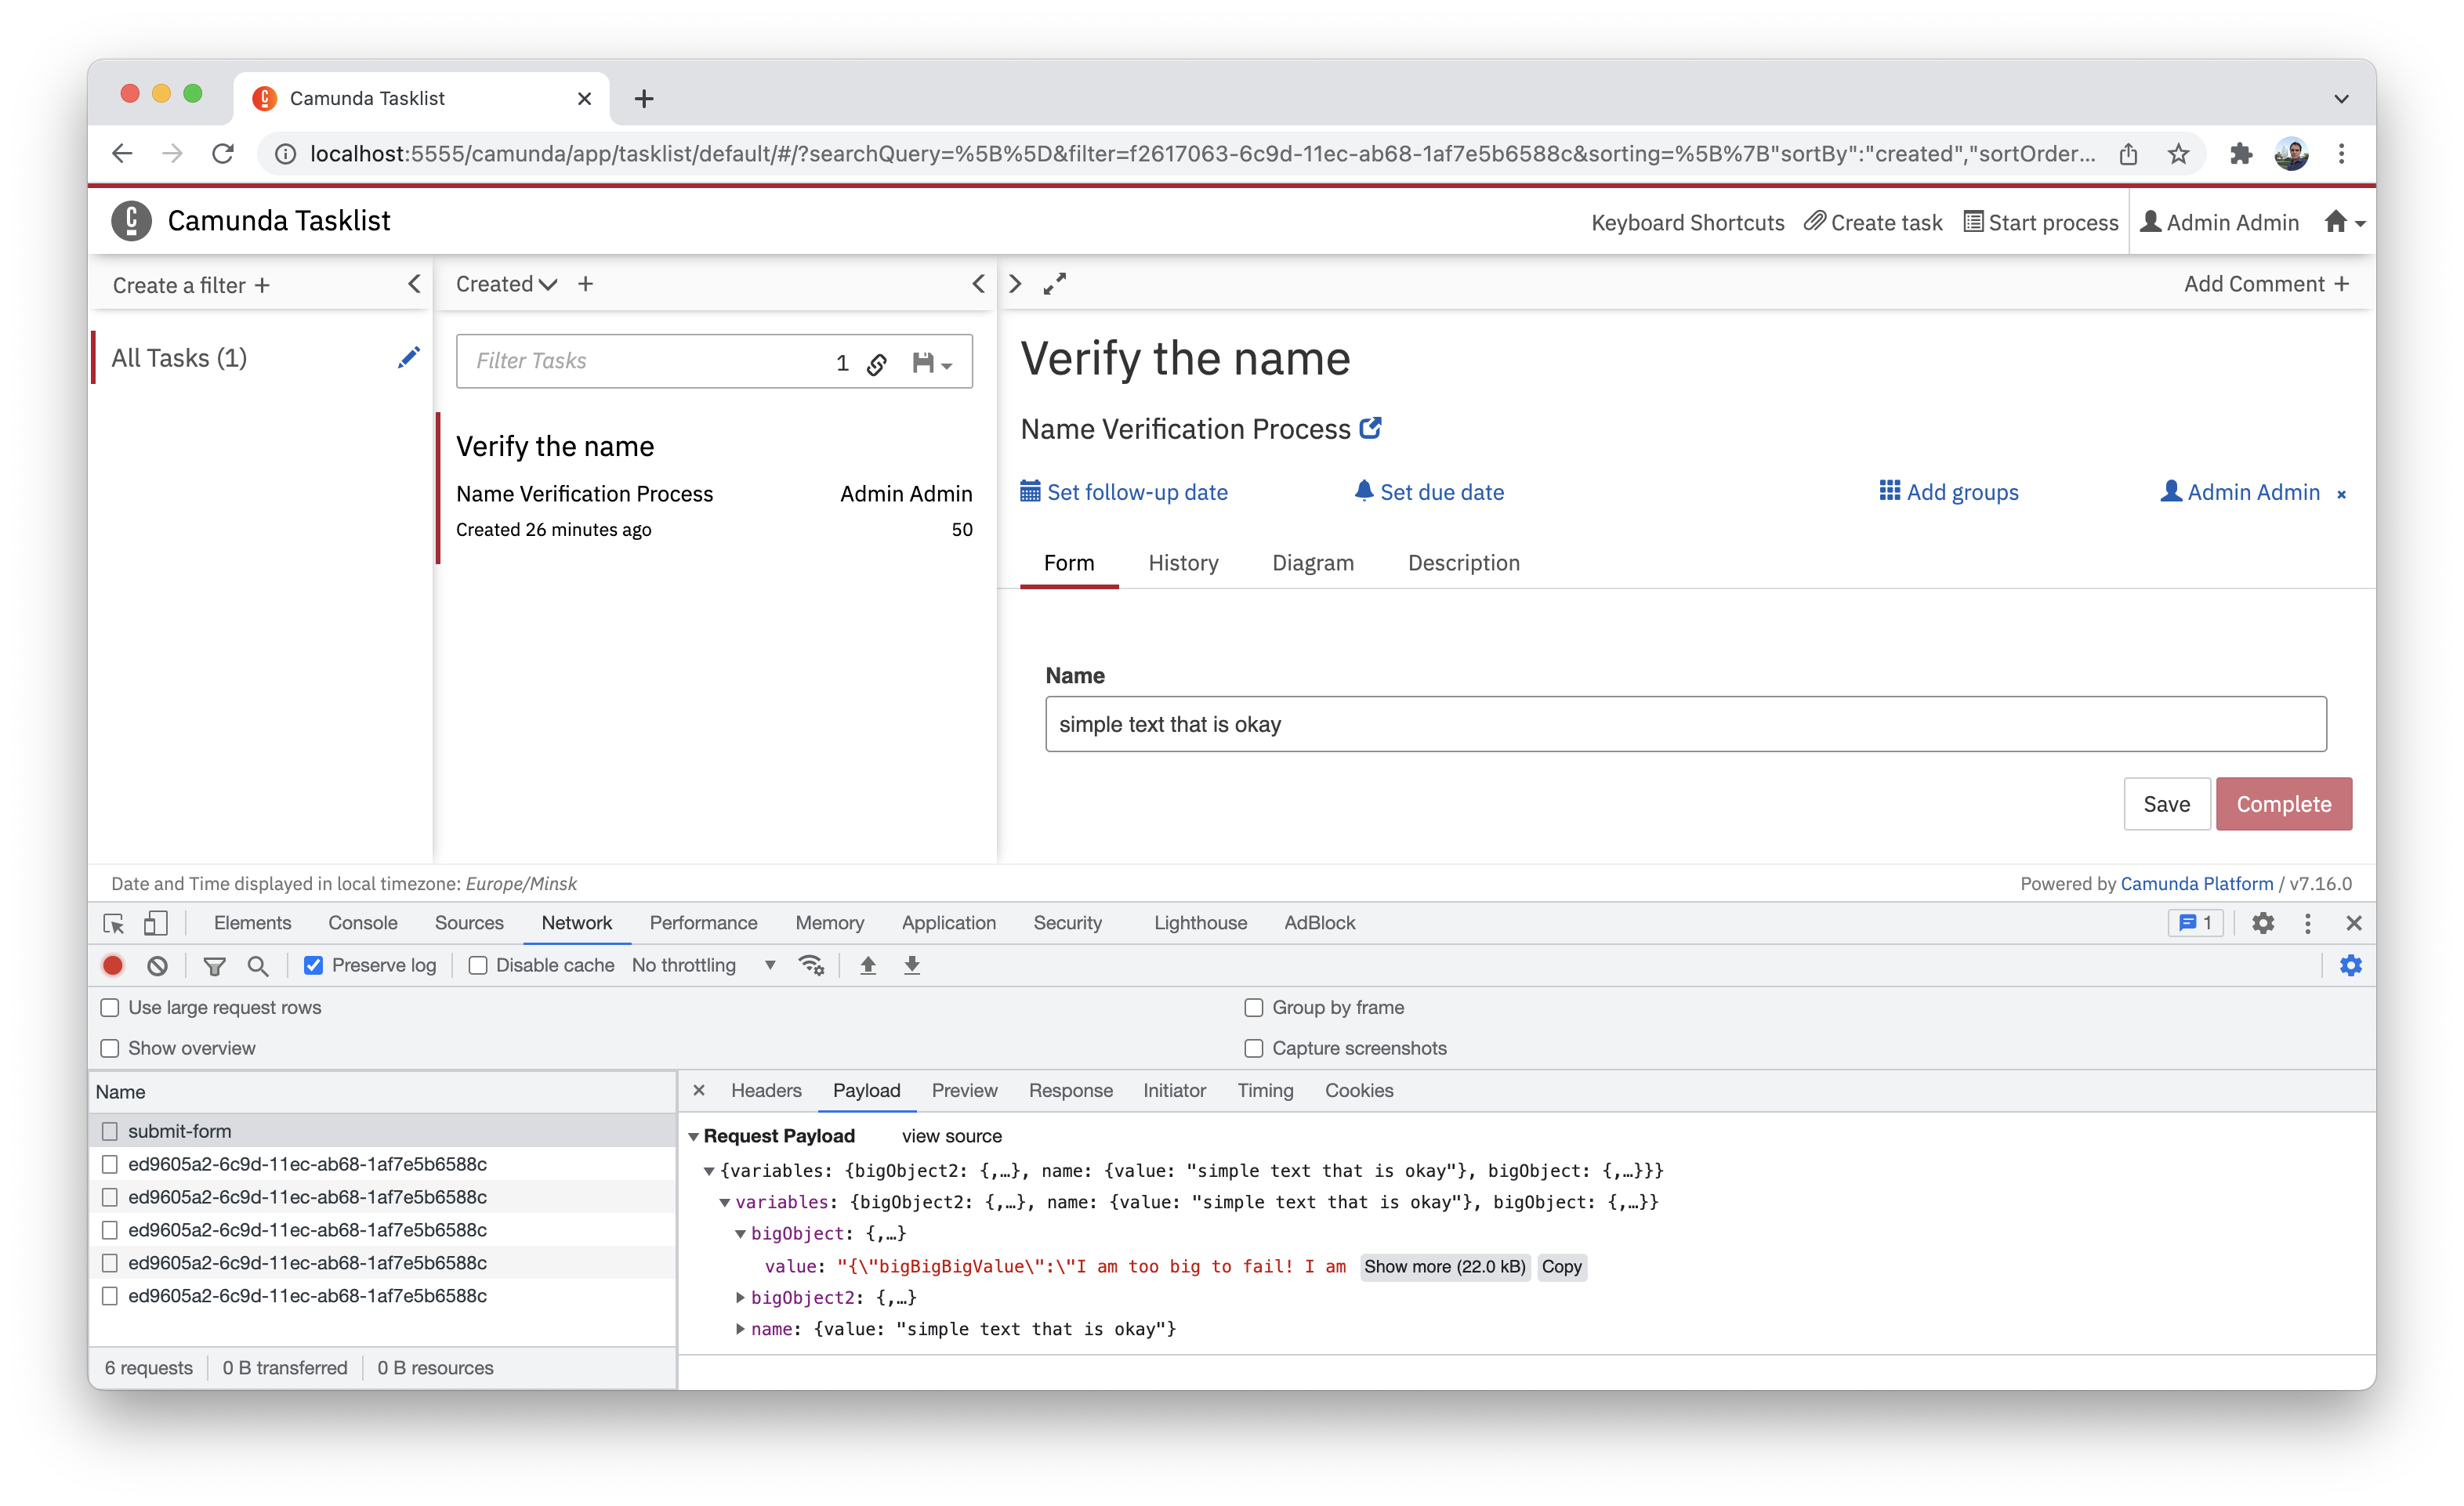 Camunda Tasklist
localhost:5555/camunda/app/tasklist/default/#/?searchQuery=%5B%5D&filter=f2617063-6c9d-11ec-ab68-1af7e5b6588c&sorting=%5B%7B"sortBy":"created","sortOrder...
Camunda Tasklist
Keyboard Shortcuts Create task Start process Admin Admin
Create a filter +
Created +
Add Comment +
All Tasks (1)
Filter Tasks 1
Verify the name
Name Verification Process Admin Admin
Created 26 minutes ago 50
Verify the name
Name Verification Process
Set follow-up date Set due date Add groups Admin Admin ×
Form History Diagram Description
Name
simple text that is okay
Save Complete
Date and Time displayed in local timezone: Europe/Minsk
Powered by Camunda Platform / v7.16.0
Elements Console Sources Network Performance Memory Application Security Lighthouse AdBlock 1
Preserve log Disable cache No throttling
Use large request rows Group by frame
Show overview Capture screenshots
Name
submit-form
ed9605a2-6c9d-11ec-ab68-1af7e5b6588c
ed9605a2-6c9d-11ec-ab68-1af7e5b6588c
ed9605a2-6c9d-11ec-ab68-1af7e5b6588c
ed9605a2-6c9d-11ec-ab68-1af7e5b6588c
ed9605a2-6c9d-11ec-ab68-1af7e5b6588c
6 requests 0 B transferred 0 B resources
Headers Payload Preview Response Initiator Timing Cookies
Request Payload view source
{variables: {bigObject2: {,…}, name: {value: "simple text that is okay"}, bigObject: {,…}}}
variables: {bigObject2: {,…}, name: {value: "simple text that is okay"}, bigObject: {,…}}
bigObject: {,…}
value: "{\"bigBigBigValue\":\"I am too big to fail! I am Show more (22.0 kB) Copy
bigObject2: {,…}
name: {value: "simple text that is okay"}